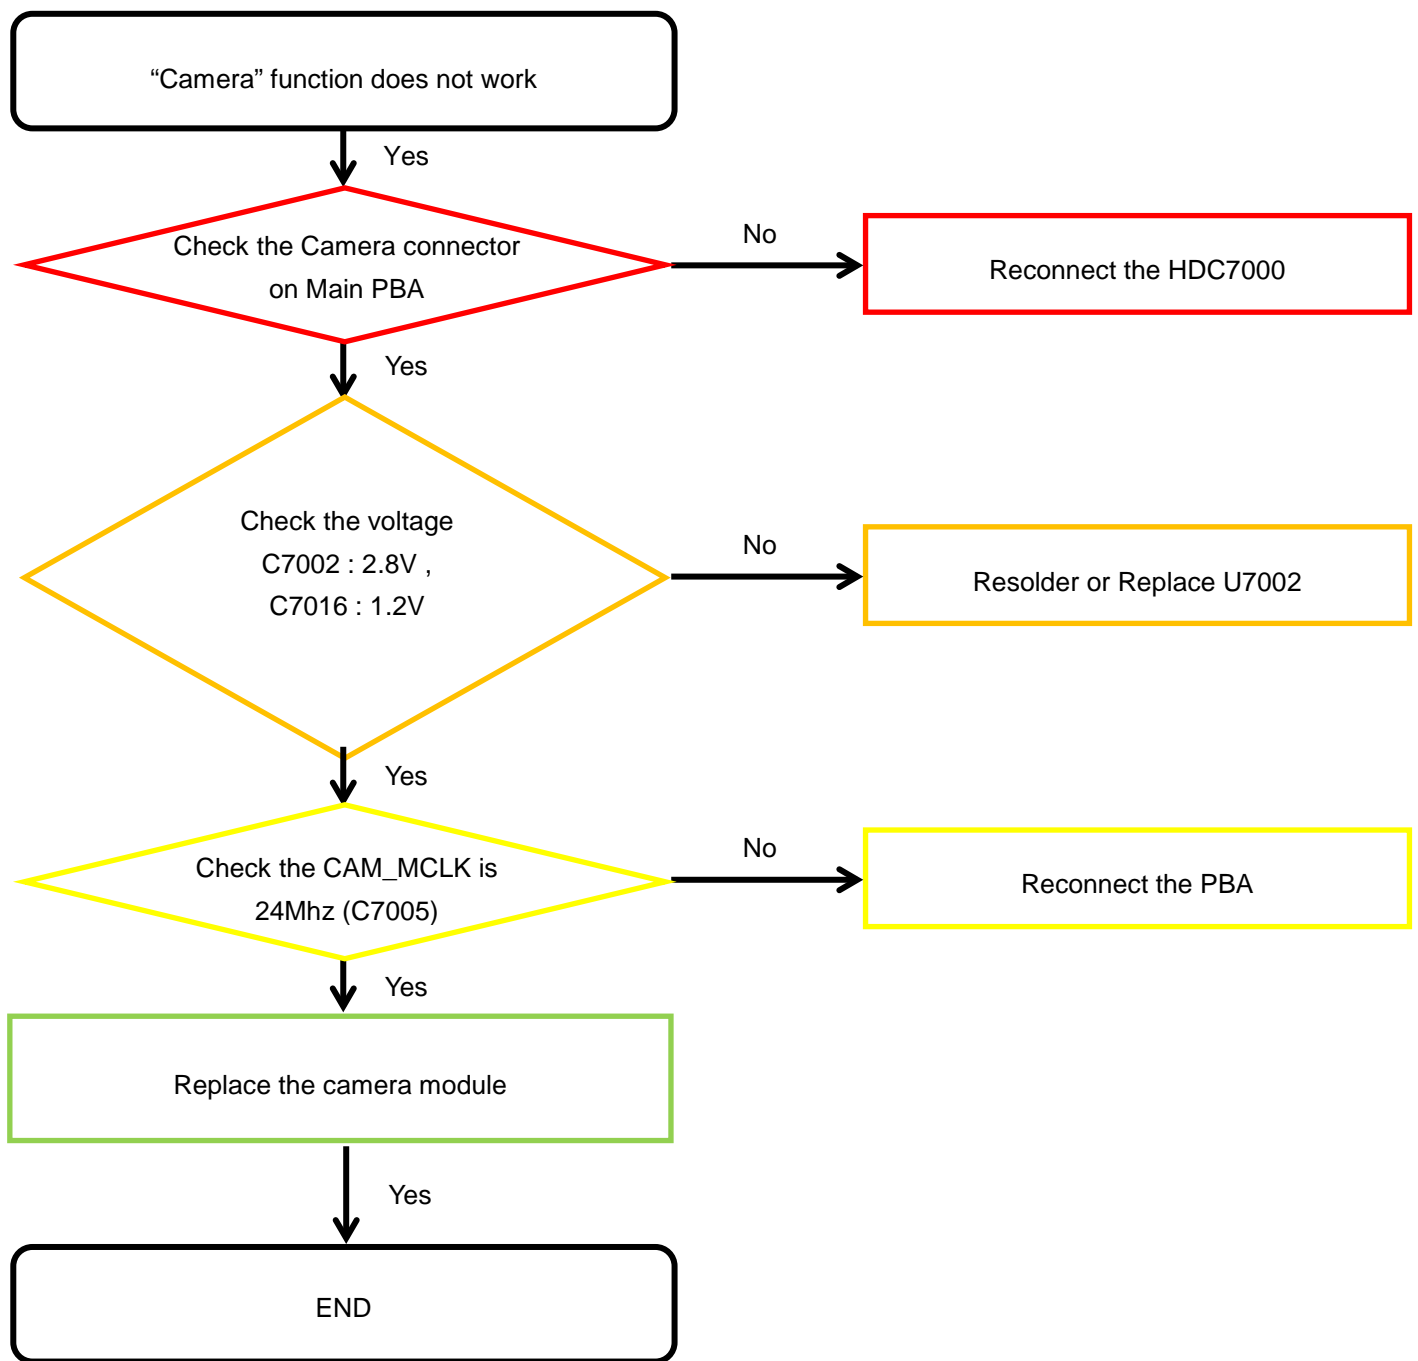 “Camera” function does not work
Yes
Check the Camera connector
on Main PBA
No
Reconnect the HDC7000
Yes
Check the voltage
C7002 : 2.8V ,
C7016 : 1.2V
No
Resolder or Replace U7002
Yes
Check the CAM_MCLK is
24Mhz (C7005)
No
Reconnect the PBA
Yes
Replace the camera module
Yes
END